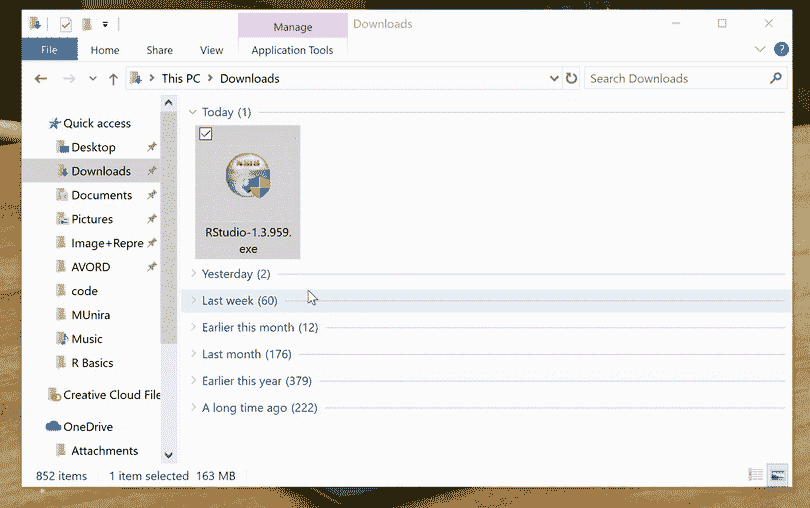 Manage
Downloads
File
Home
Share
View
Application Tools
?
This PC
Downloads
Search Downloads
Quick access
Desktop
Downloads
Documents
Pictures
Image+Repre
AVORD
code
MUnira
Music
R Basics
Creative Cloud File
OneDrive
Attachments
Today (1)
RStudio-1.3.959.
exe
Yesterday (2)
Last week (60)
Earlier this month (12)
Last month (176)
Earlier this year (379)
A long time ago (222)
852 items
1 item selected
163 MB